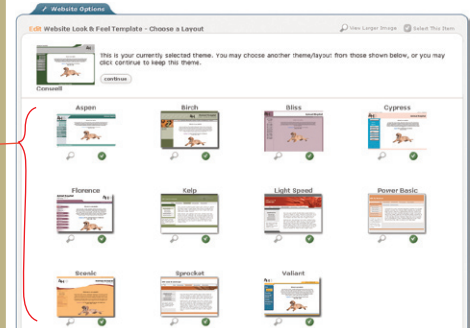 Website Options
Edit Website Look & Feel Template - Choose a Layout
View Larger Image
Select This Item
This is your currently selected theme. You may choose another theme/layout from those shown below, or you may
click continue to keep this theme.
continue
Conwell
Aspen Birch Bliss Cypress
Florence Kelp Light Speed Power Basic
Scenic Sprocket Valiant